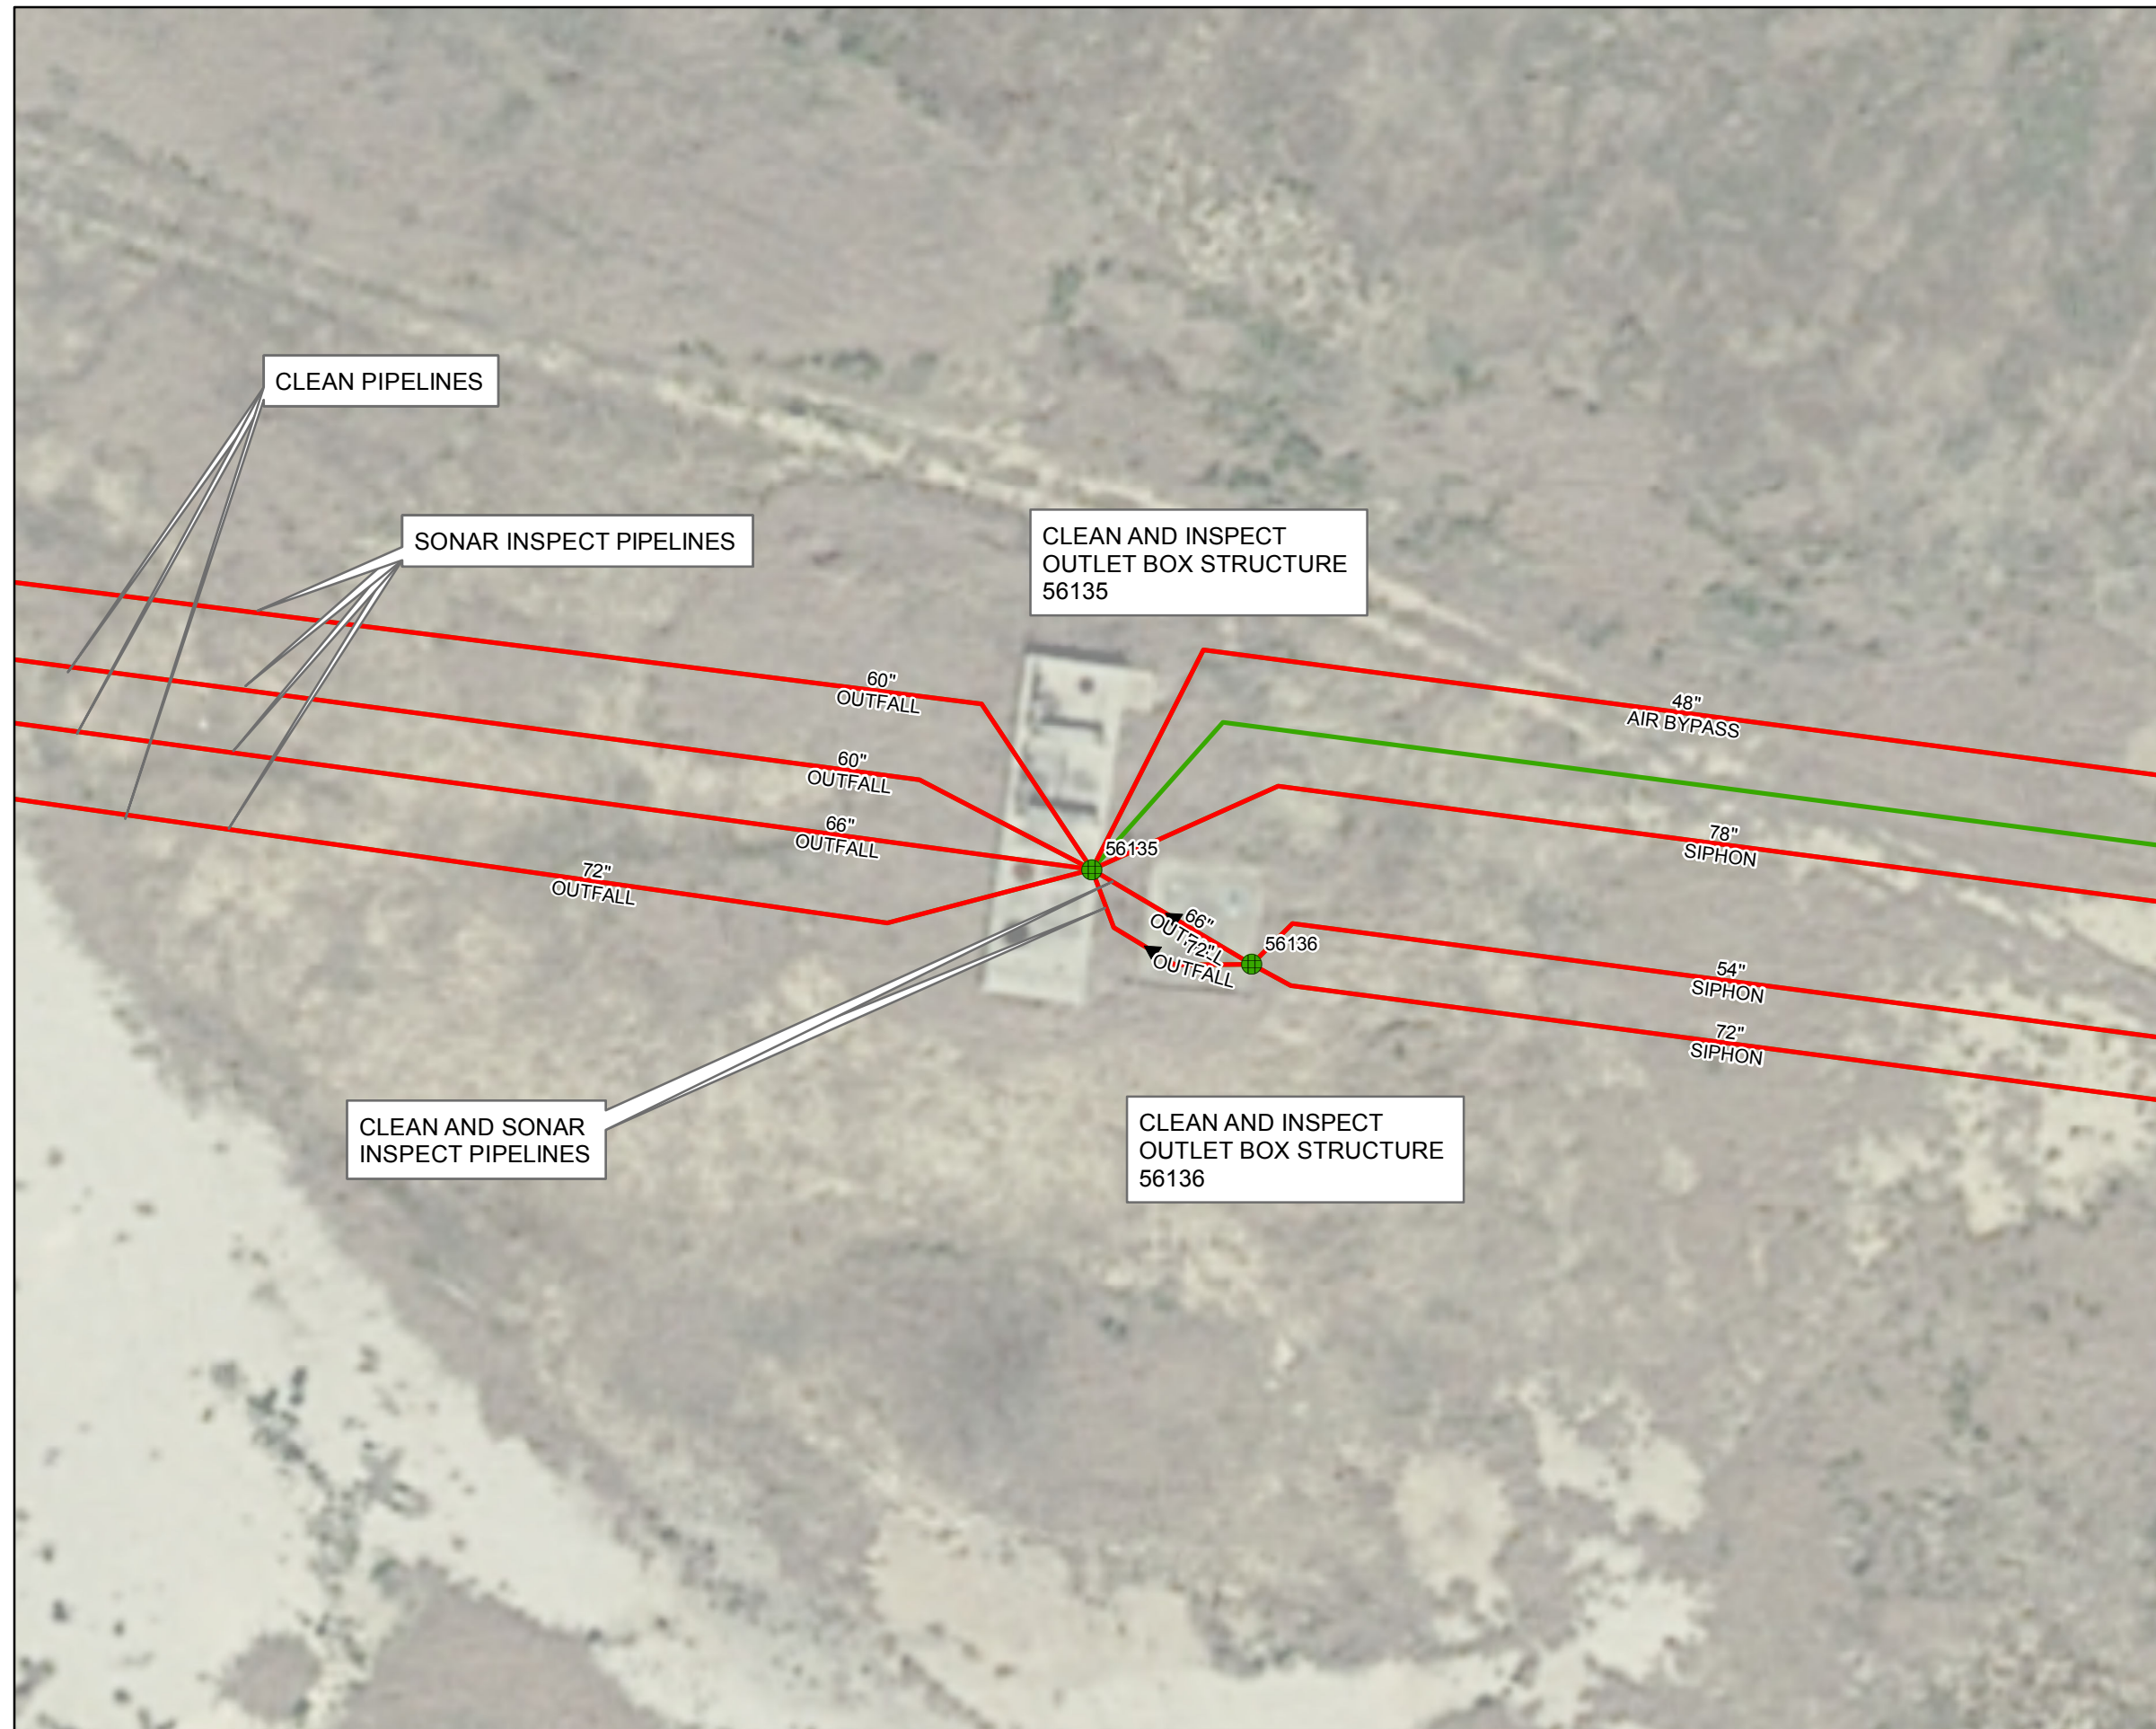 CLEAN PIPELINES
SONAR INSPECT PIPELINES
CLEAN AND INSPECT
OUTLET BOX STRUCTURE
56135
60"
OUTFALL
48"
AIR BYPASS
60"
OUTFALL
66"
OUTFALL
78"
SIPHON
56135
72"
OUTFALL
66"
OUTFALL
72"
OUTFALL
56136
54"
SIPHON
72"
SIPHON
CLEAN AND SONAR
INSPECT PIPELINES
CLEAN AND INSPECT
OUTLET BOX STRUCTURE
56136